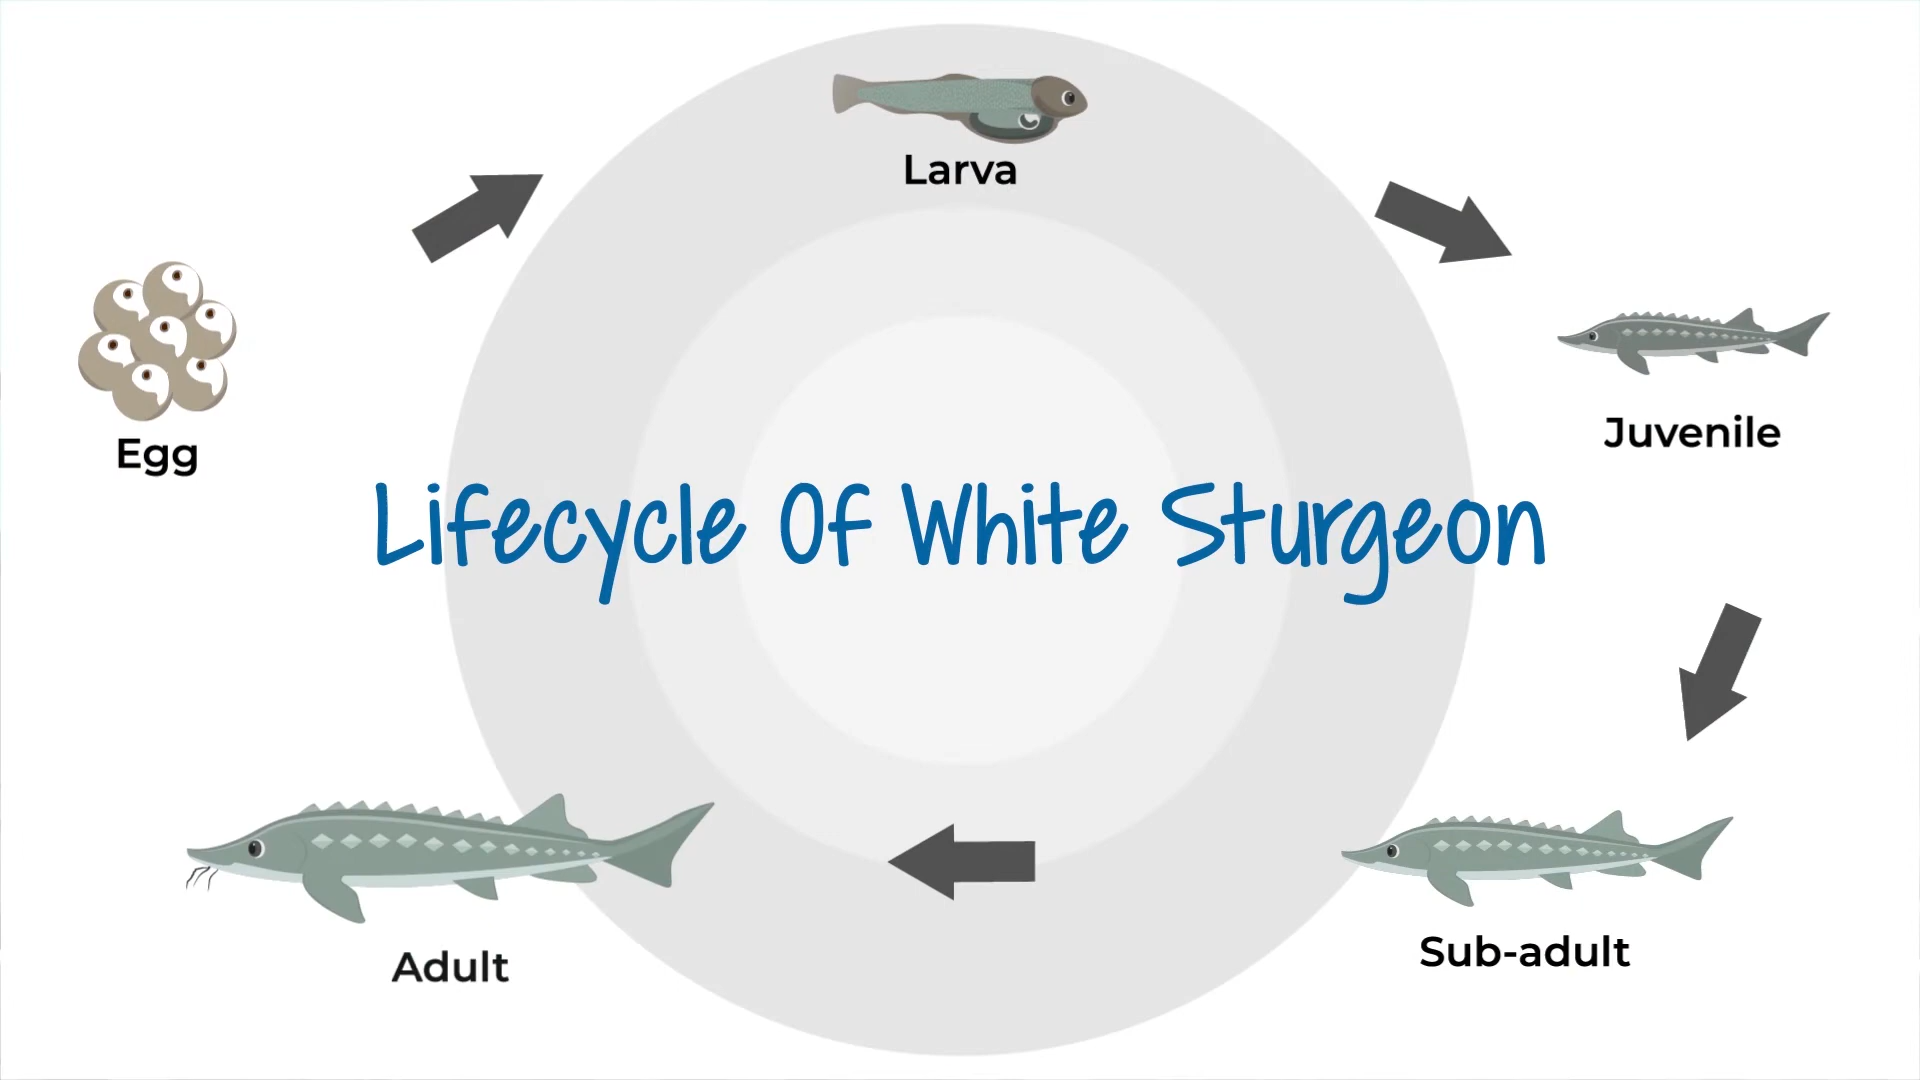 Larva
Egg
Juvenile
Lifecycle Of White Sturgeon
Adult
Sub-adult